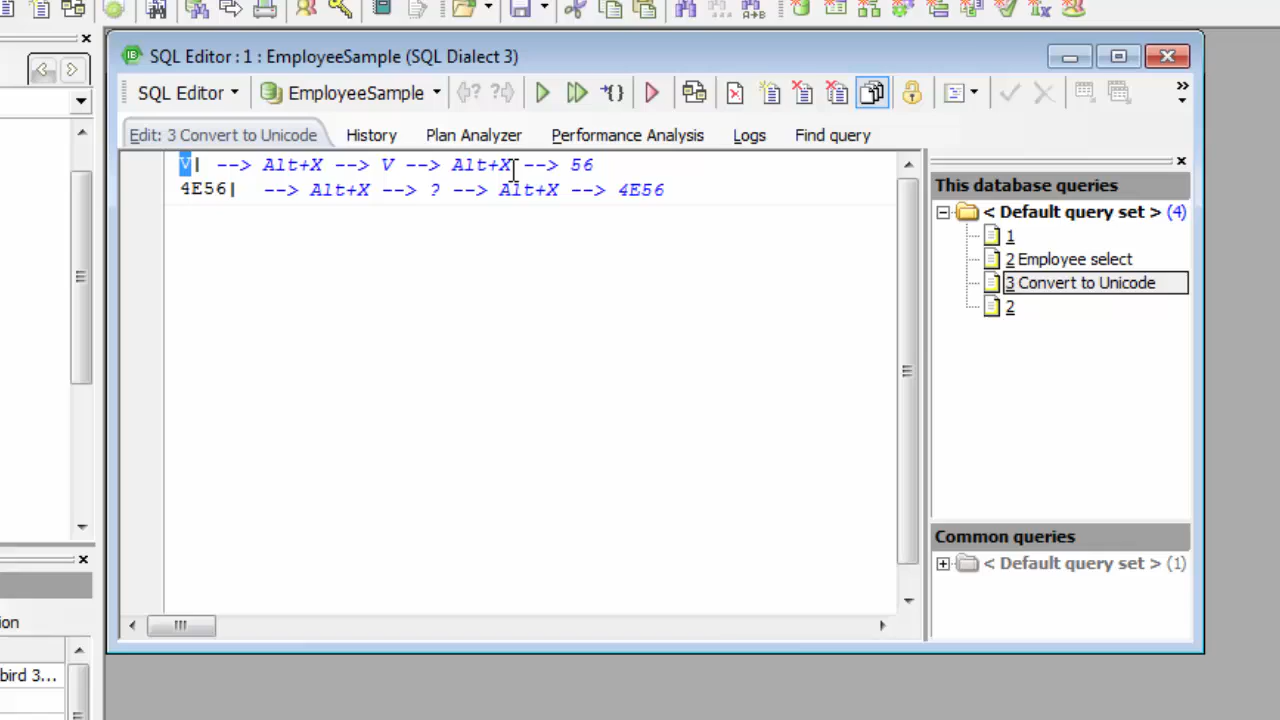 SQL Editor : 1 : EmployeeSample (SQL Dialect 3)
SQL Editor
EmployeeSample
Edit: 3 Convert to Unicode
History
Plan Analyzer
Performance Analysis
Logs
Find query
V| --> Alt+X --> V --> Alt+X --> 56
4E56| --> Alt+X --> ? --> Alt+X --> 4E56
This database queries
< Default query set > (4)
1
2 Employee select
3 Convert to Unicode
2
Common queries
< Default query set > (1)
ion
bird 3...